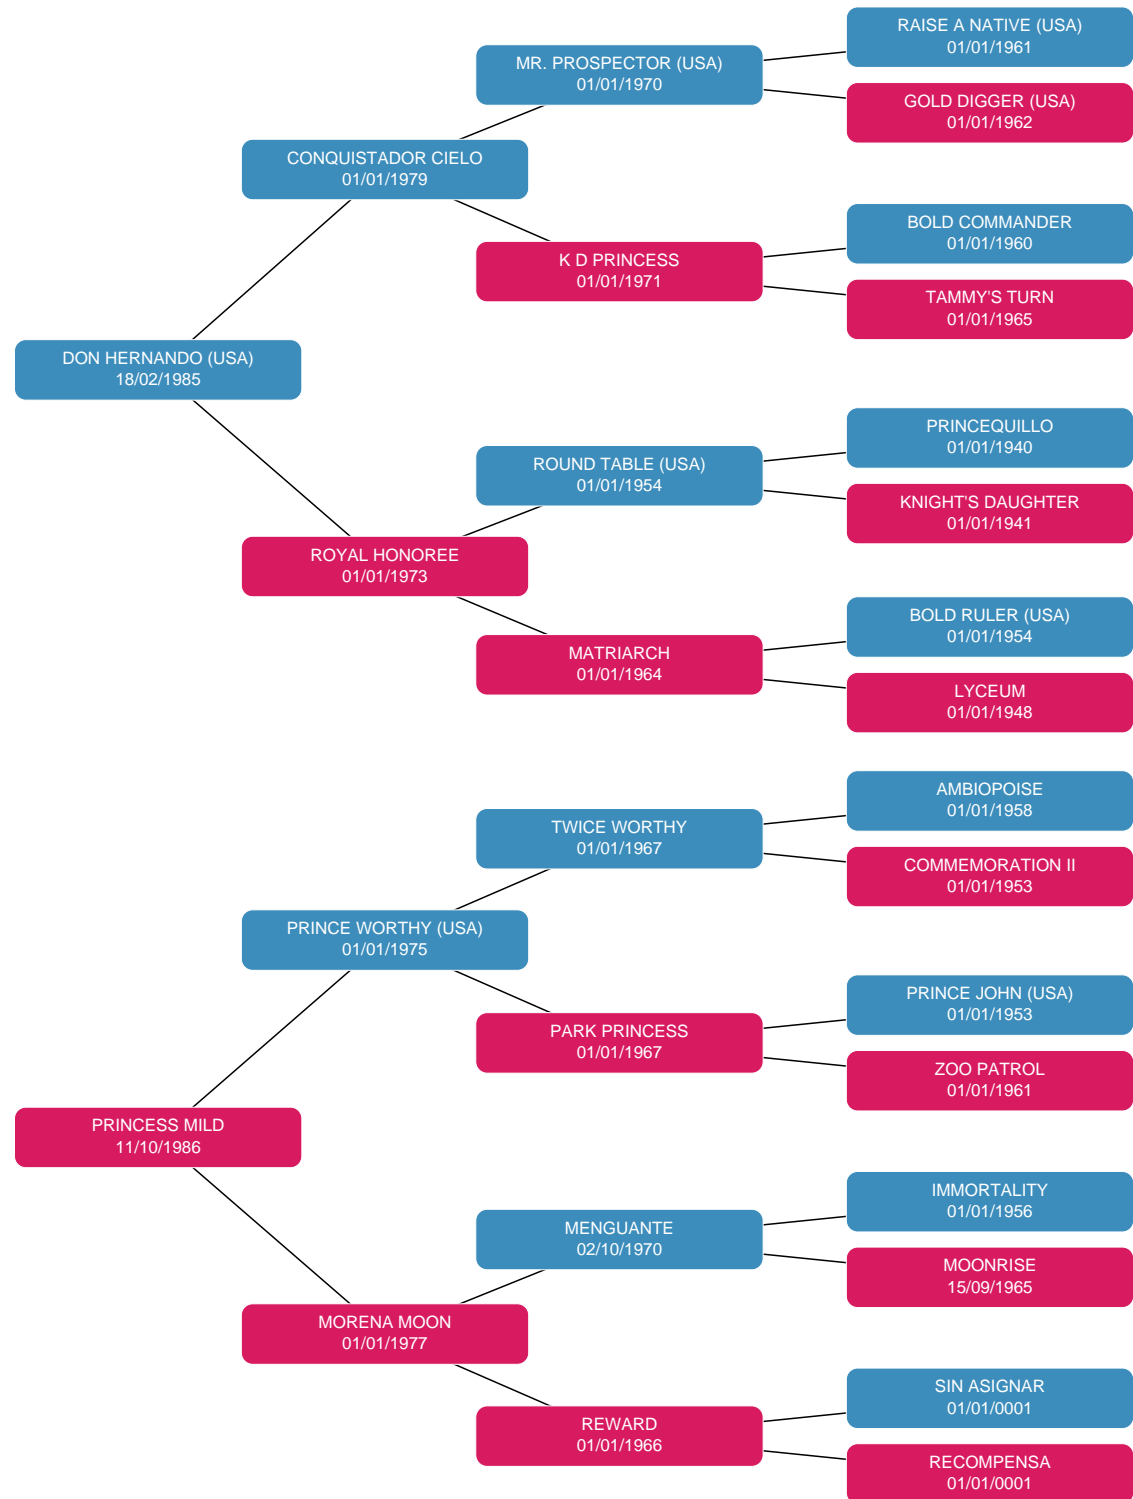 RAISE A NATIVE (USA)
01/01/1961
MR. PROSPECTOR (USA)
01/01/1970
GOLD DIGGER (USA)
01/01/1962
CONQUISTADOR CIELO
01/01/1979
BOLD COMMANDER
01/01/1960
K D PRINCESS
01/01/1971
TAMMY'S TURN
01/01/1965
DON HERNANDO (USA)
18/02/1985
PRINCEQUILLO
01/01/1940
ROUND TABLE (USA)
01/01/1954
KNIGHT'S DAUGHTER
01/01/1941
ROYAL HONOREE
01/01/1973
BOLD RULER (USA)
01/01/1954
MATRIARCH
01/01/1964
LYCEUM
01/01/1948
AMBIOPOISE
01/01/1958
TWICE WORTHY
01/01/1967
COMMEMORATION II
01/01/1953
PRINCE WORTHY (USA)
01/01/1975
PRINCE JOHN (USA)
01/01/1953
PARK PRINCESS
01/01/1967
ZOO PATROL
01/01/1961
PRINCESS MILD
11/10/1986
IMMORTALITY
01/01/1956
MENGUANTE
02/10/1970
MOONRISE
15/09/1965
MORENA MOON
01/01/1977
SIN ASIGNAR
01/01/0001
REWARD
01/01/1966
RECOMPENSA
01/01/0001